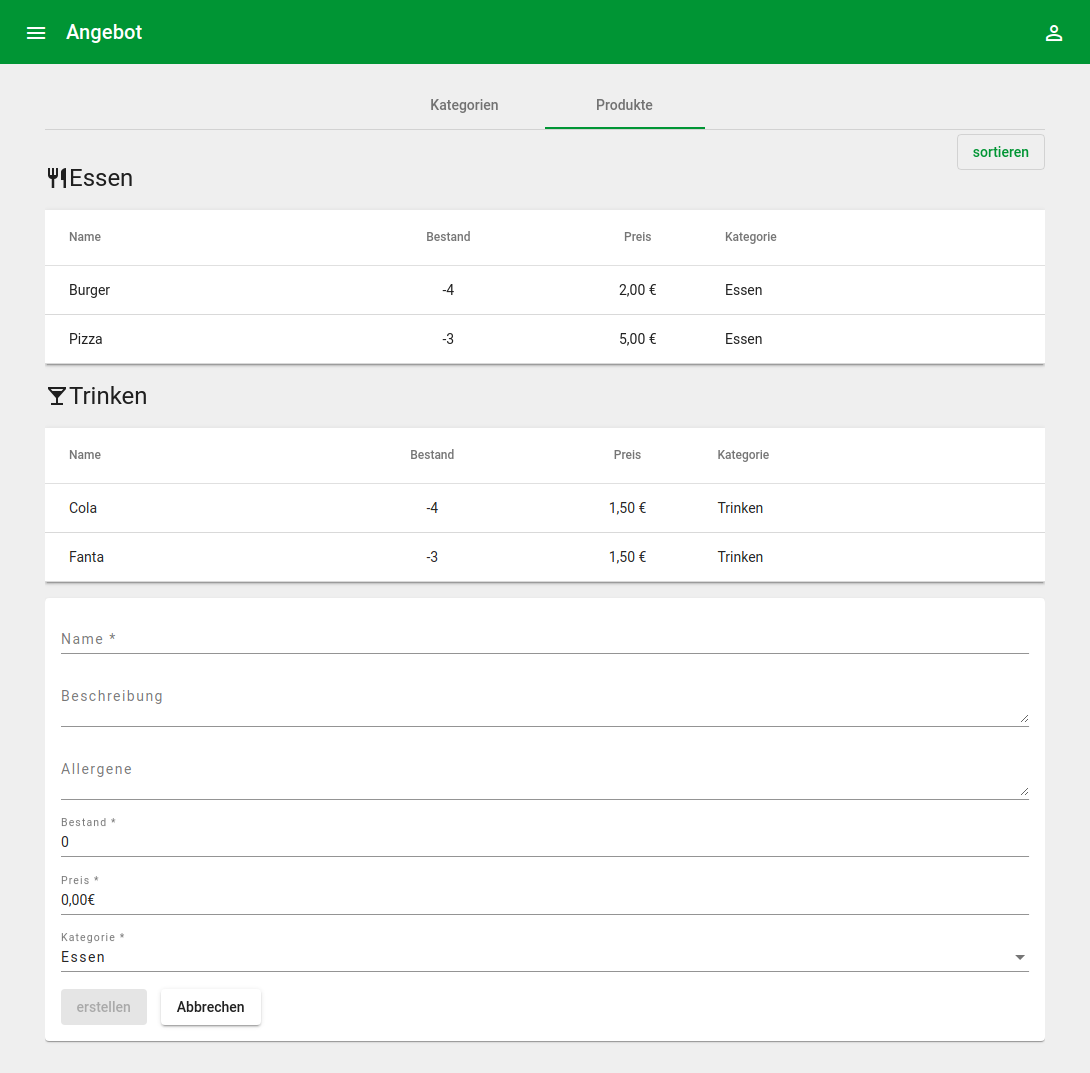 Angebot
Kategorien Produkte
sortieren
Essen
Name Bestand Preis Kategorie
Burger -4 2,00 € Essen
Pizza -3 5,00 € Essen
Trinken
Name Bestand Preis Kategorie
Cola -4 1,50 € Trinken
Fanta -3 1,50 € Trinken
Name *
Beschreibung
Allergene
Bestand *
0
Preis *
0,00€
Kategorie *
Essen
erstellen Abbrechen